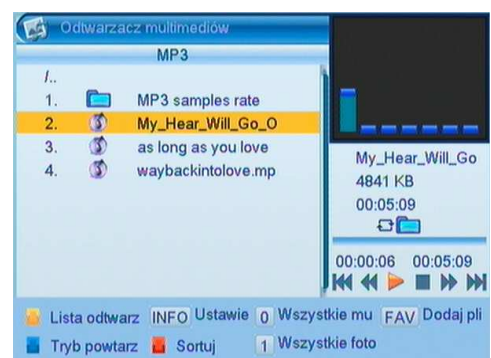 Odtwarzacz multimediów
MP3
/..
1. MP3 samples rate
2. My_Hear_Will_Go_O
3. as long as you love
4. waybackintolove.mp
My_Hear_Will_Go
4841 KB
00:05:09
00:00:06 00:05:09
Lista odtwarz INFO Ustawie 0 Wszystkie mu FAV Dodaj pli
Tryb powtarz Sortuj 1 Wszystkie foto